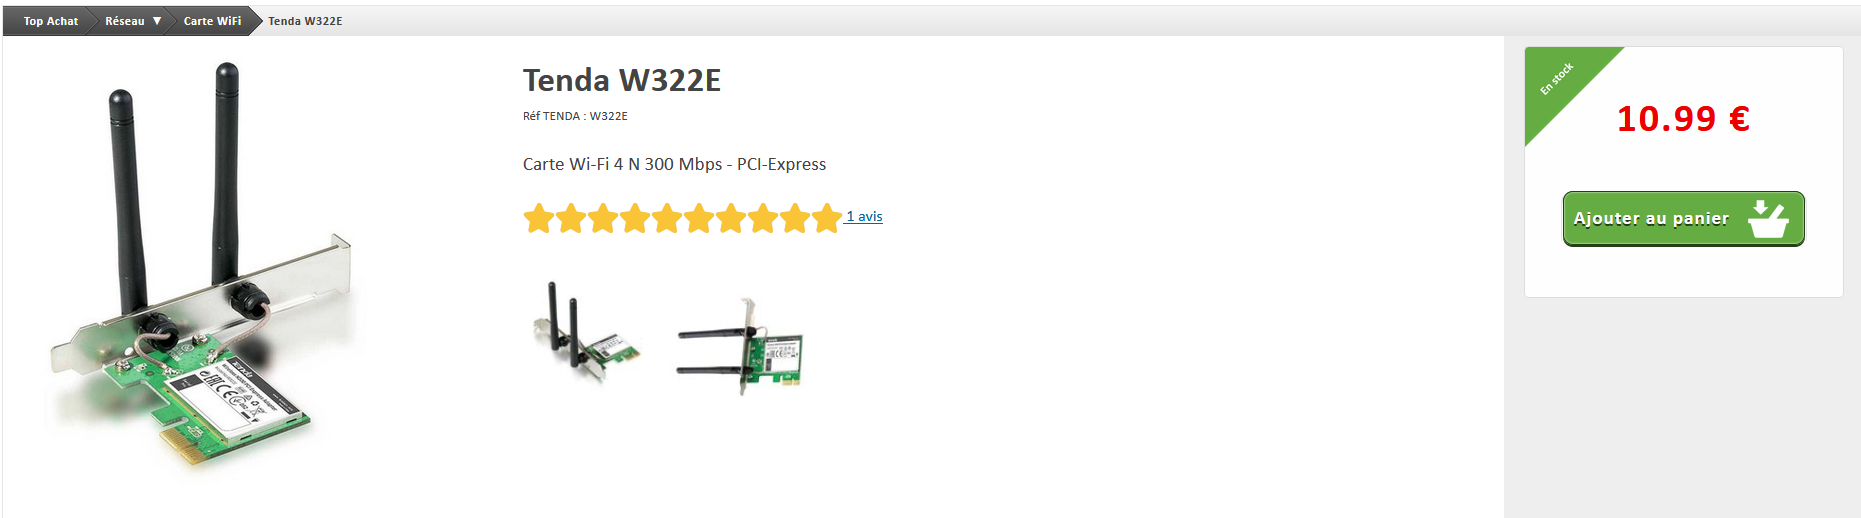 Top Achat Réseau ▼ Carte WiFi Tenda W322E
Tenda W322E
Réf TENDA : W322E
Carte Wi-Fi 4 N 300 Mbps - PCI-Express
1 avis
En stock
10.99 €
Ajouter au panier
Tenda